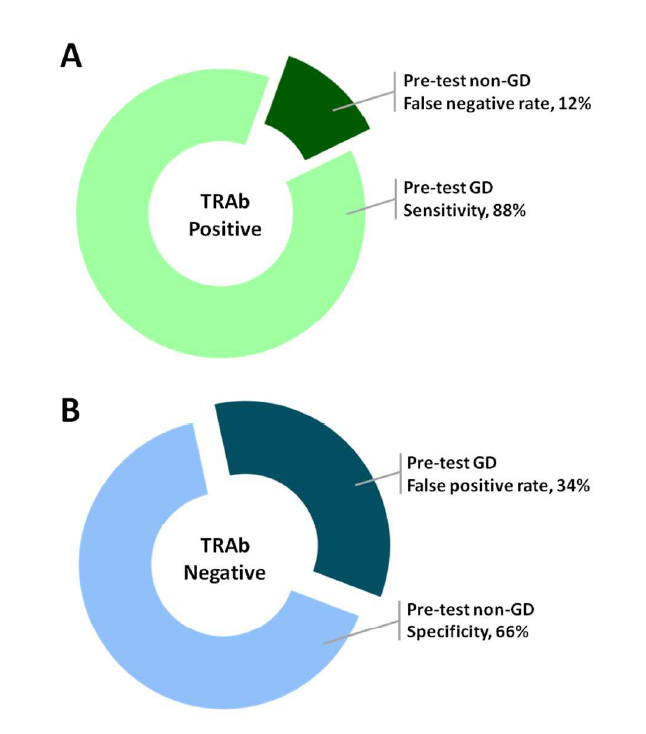 A
Pre-test non-GD
False negative rate, 12%
Pre-test GD
Sensitivity, 88%
TRAb
Positive
B
Pre-test GD
False positive rate, 34%
TRAb
Negative
Pre-test non-GD
Specificity, 66%